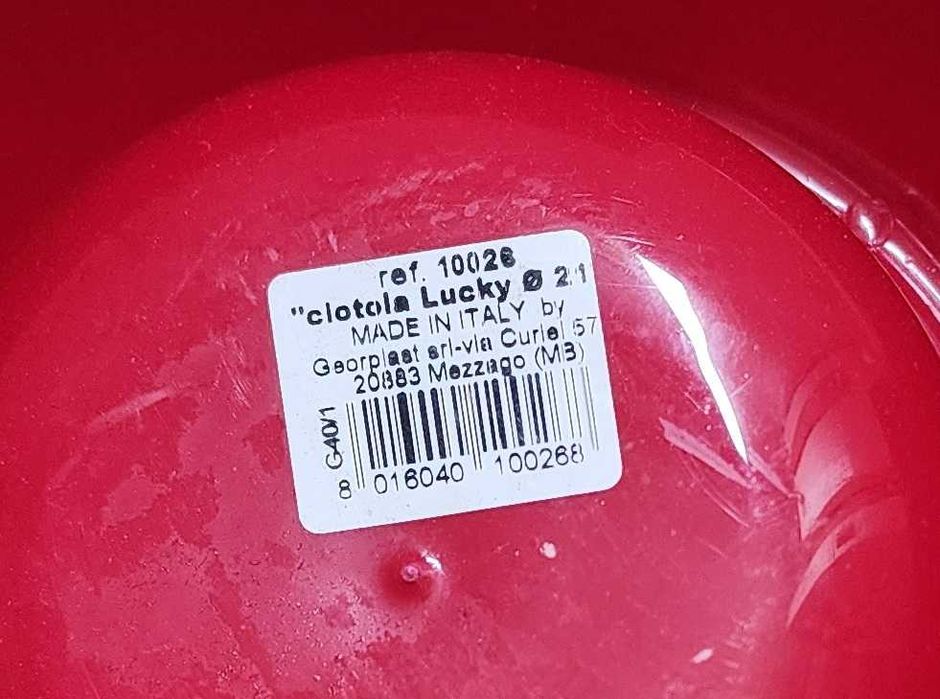 ref. 10026
"ciotola Lucky Ø 21
MADE IN ITALY by
Georplast srl-via Curiel 57
20883 Mezzago (MB)
G40/1
8 016040 100268